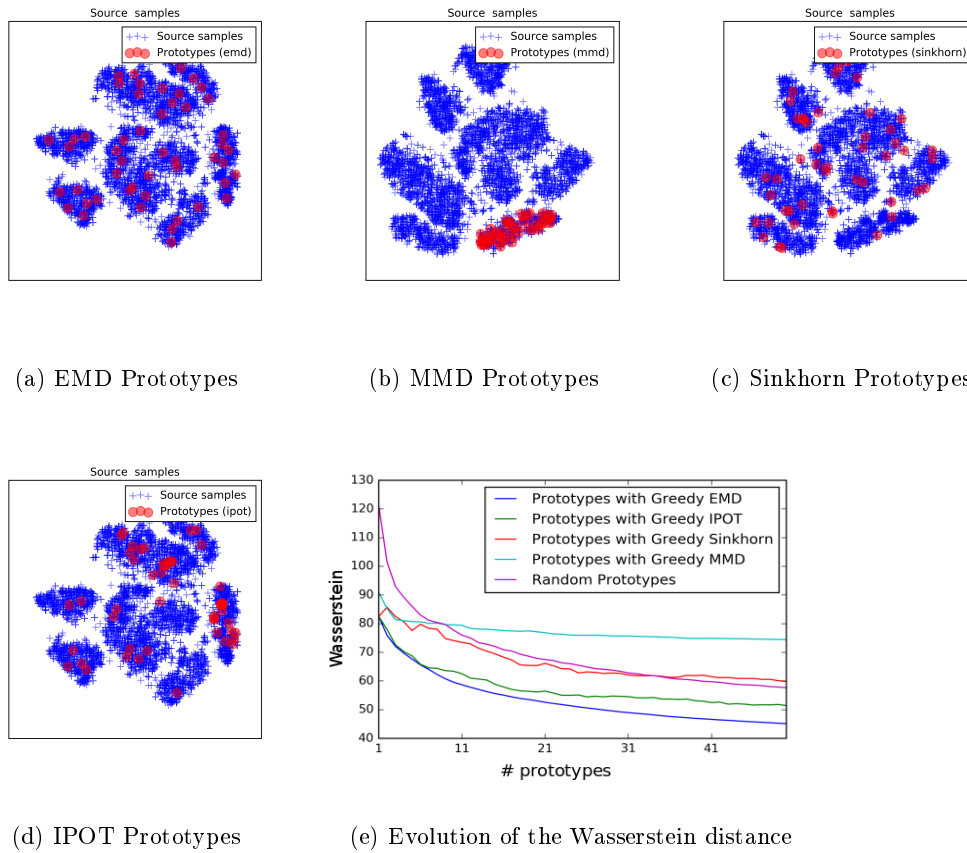 Source samples
Source samples
Prototypes (emd)
(a) EMD Prototypes
Source samples
Source samples
Prototypes (mmd)
(b) MMD Prototypes
Source samples
Source samples
Prototypes (sinkhorn)
(c) Sinkhorn Prototypes
Source samples
Source samples
Prototypes (ipot)
(d) IPOT Prototypes
130
120
110
100
90
80
70
60
50
40
Wasserstein
Prototypes with Greedy EMD
Prototypes with Greedy IPOT
Prototypes with Greedy Sinkhorn
Prototypes with Greedy MMD
Random Prototypes
1 11 21 31 41
# prototypes
(e) Evolution of the Wasserstein distance